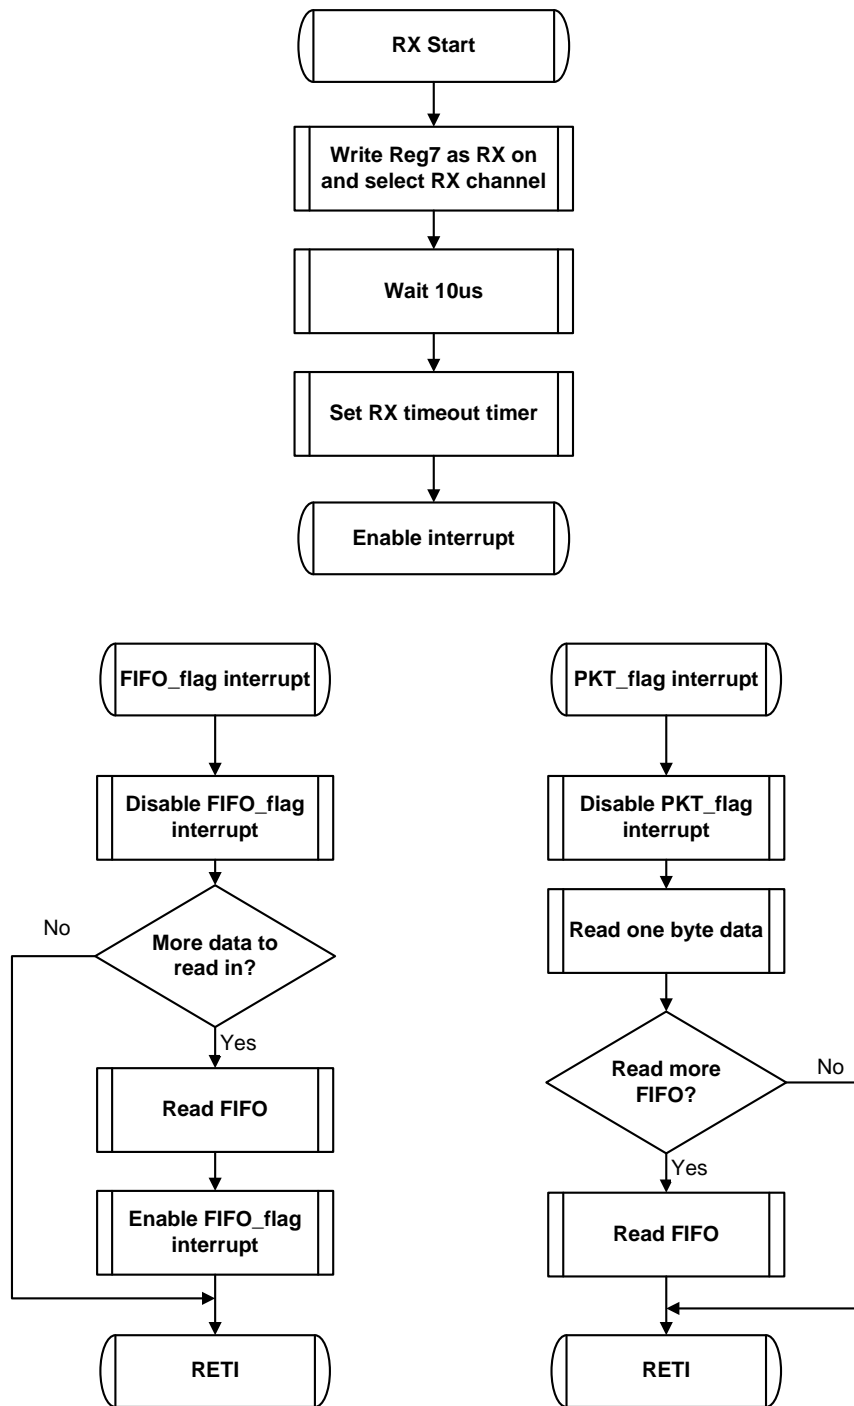 RX Start
Write Reg7 as RX on
and select RX channel
Wait 10us
Set RX timeout timer
Enable interrupt
FIFO_flag interrupt
Disable FIFO_flag
interrupt
No
More data to
read in?
Yes
Read FIFO
Enable FIFO_flag
interrupt
RETI
PKT_flag interrupt
Disable PKT_flag
interrupt
Read one byte data
Read more
FIFO?
No
Yes
Read FIFO
RETI